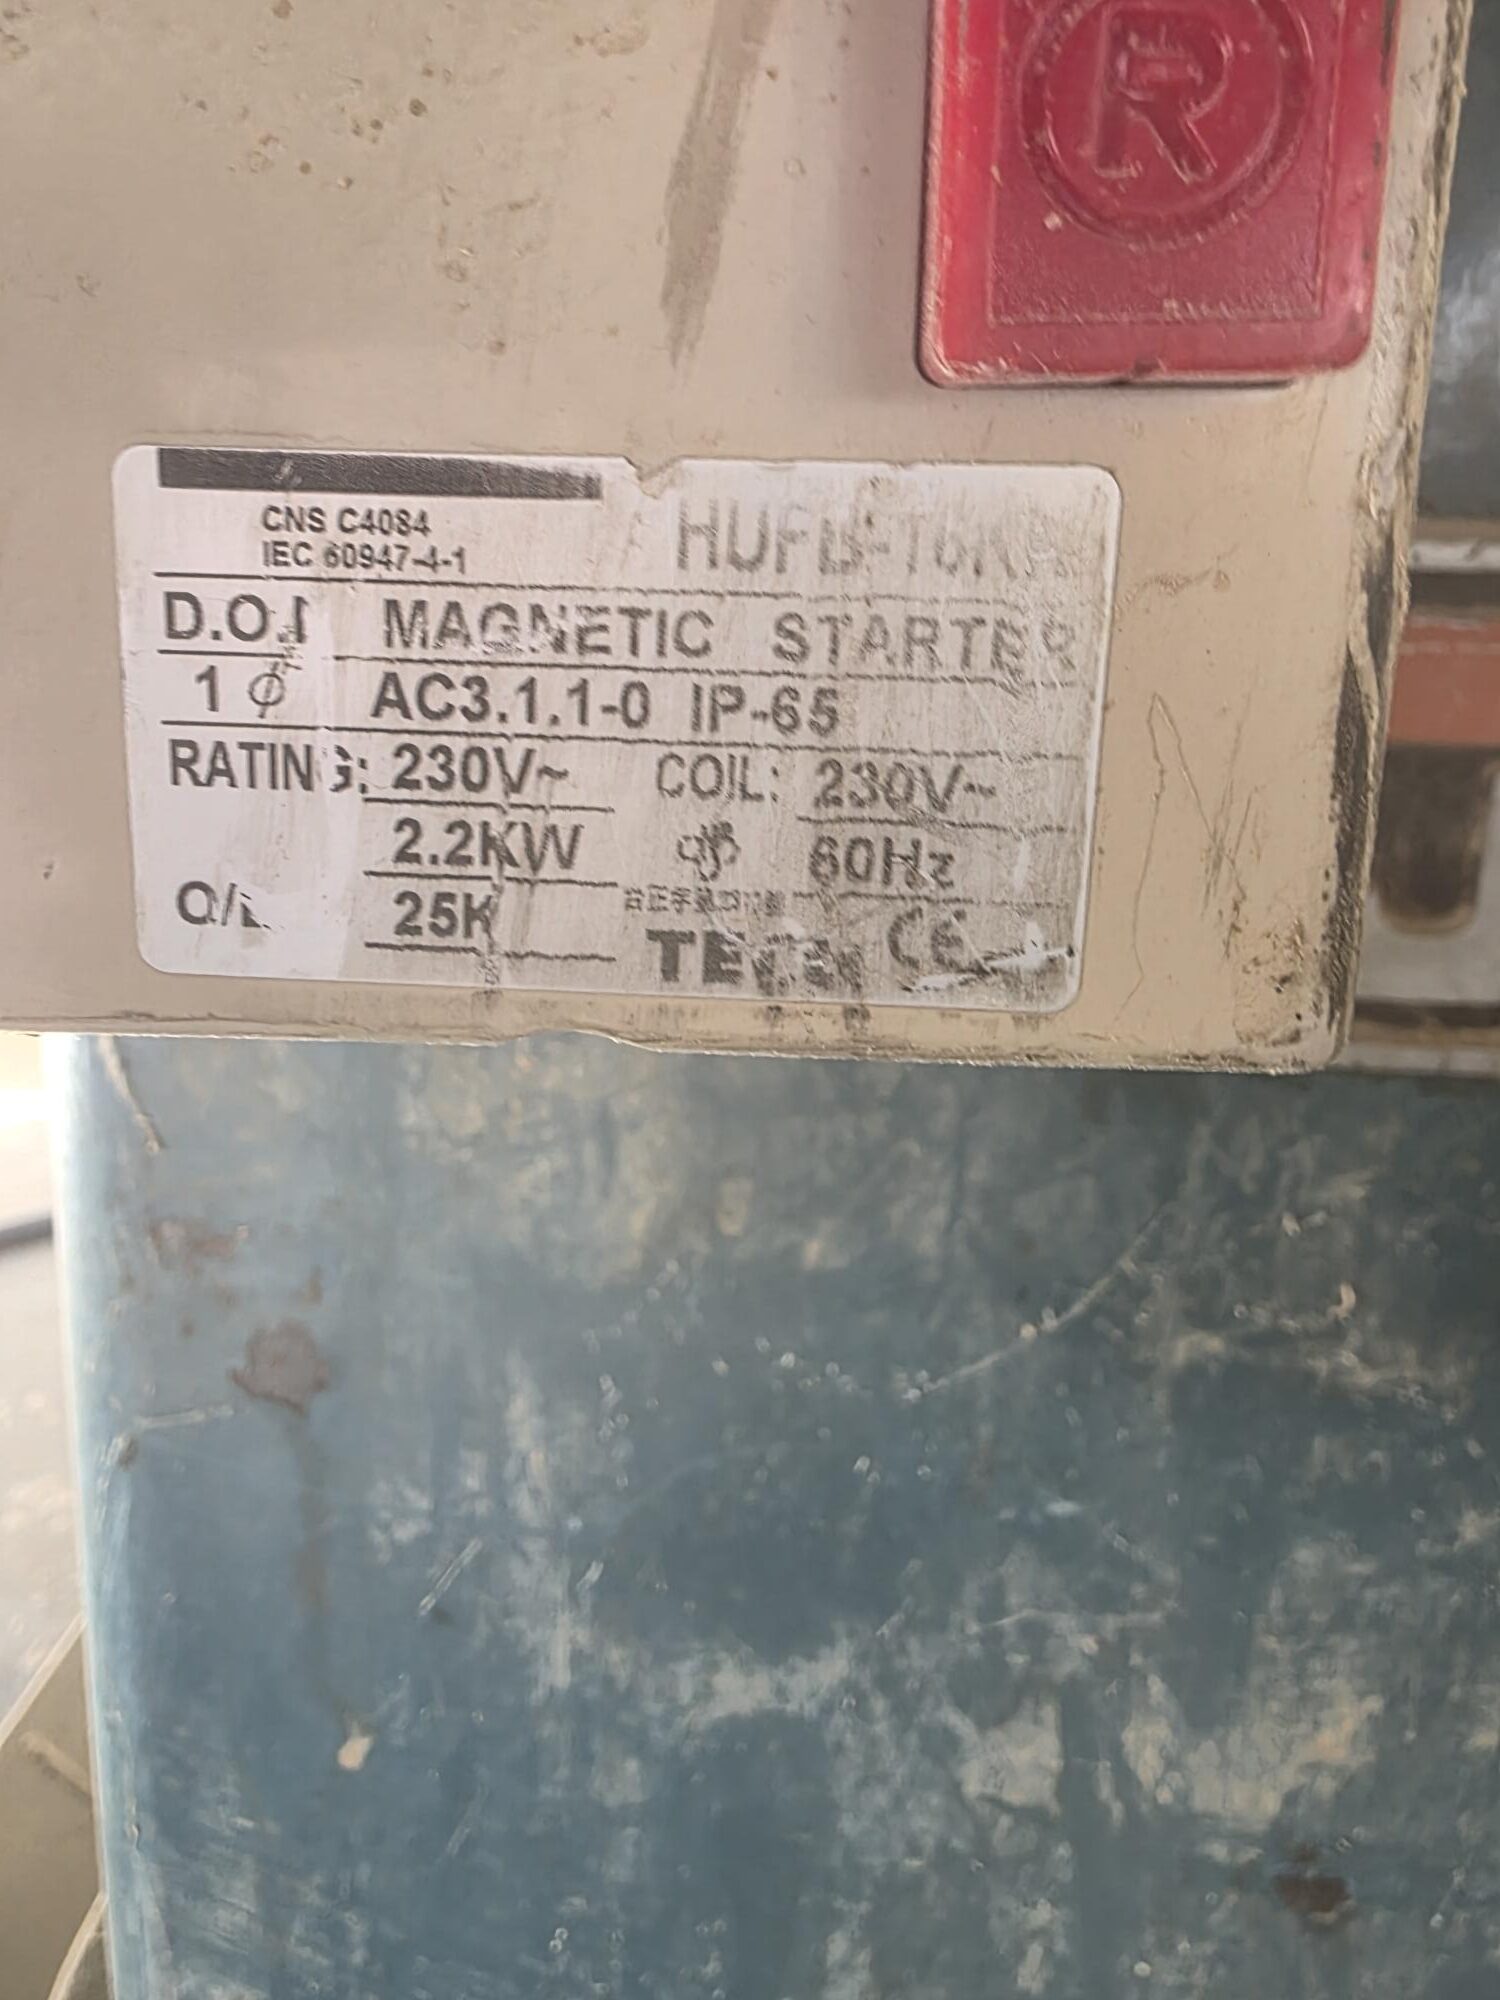 R
CNS C4084
IEC 60947-4-1
D.O.
MAGNETIC STARTER
1 Ø AC3.1.1-0 IP-65
RATING: 230V~ COIL: 230V~
2.2KW 60Hz
25K
CE